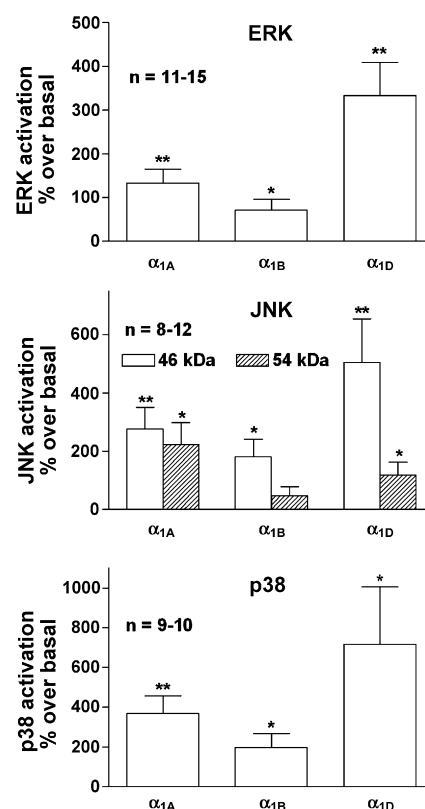 ERK
n = 11-15
ERK activation
% over basal
500
400
300
200
100
0
**
*
**
α1A
α1B
α1D
JNK
n = 8-12
46 kDa
54 kDa
JNK activation
% over basal
600
400
200
0
**
*
*
**
*
α1A
α1B
α1D
p38
n = 9-10
p38 activation
% over basal
1000
800
600
400
200
0
**
*
*
α1A
α1B
α1D